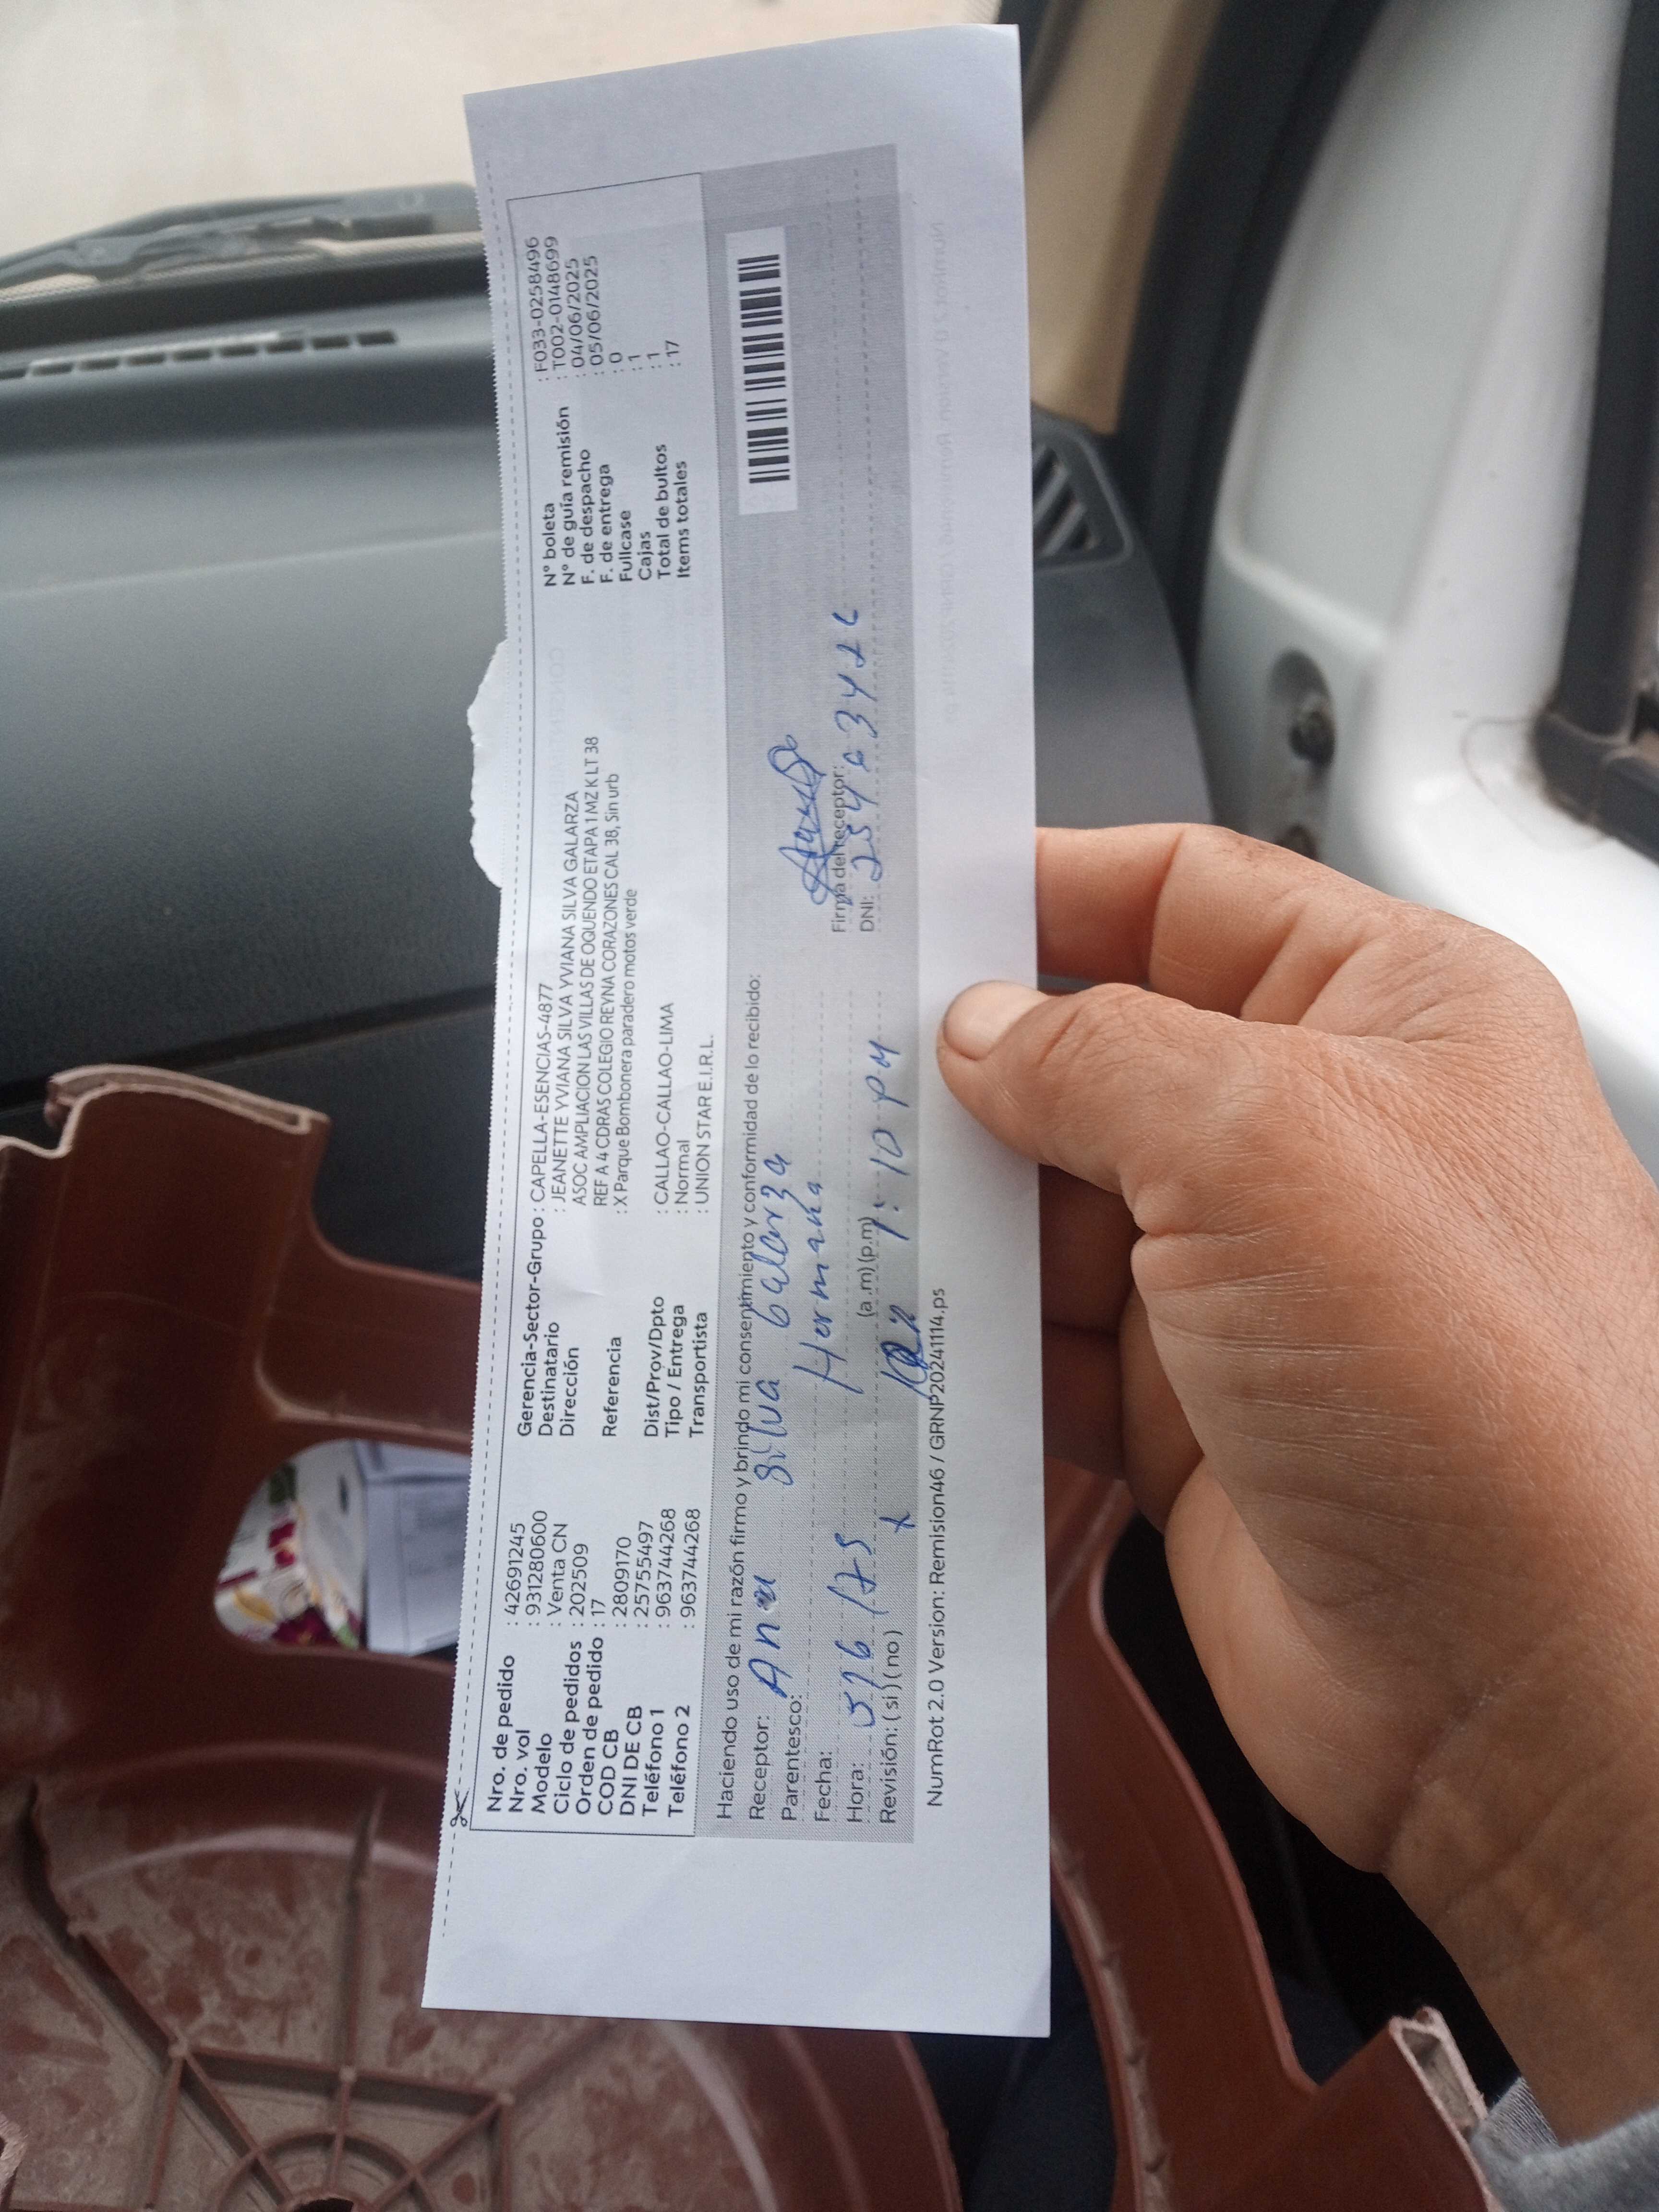 Nro. de pedido : 42691245
Nro. vol : 931280600
Modelo : Venta CN
Ciclo de pedidos : 202509
Orden de pedido : 17
COD CB : 2809170
DNI DE CB : 25755497
Teléfono 1 : 963744268
Teléfono 2 : 963744268
Gerencia-Sector-Grupo : CAPELLA-ESENCIAS-4877
Destinatario : JEANETTE YVIANA SILVA YVIANA SILVA GALARZA
Dirección ASOC AMPLIACION LAS VILLAS DE OQUENDO ETAPA 1 MZ K LT 38
REF A 4 CDRAS COLEGIO REYNA CORAZONES CAL 38, Sin urb
Referencia : X Parque Bombonera paradero motos verde
Dist/Prov/Dpto : CALLAO-CALLAO-LIMA
Tipo / Entrega : Normal
Transportista : UNION STAR E.I.R.L.
N° boleta : F033-0258496
N° de guía remisión : T002-0148699
F. de despacho : 04/06/2025
F. de entrega : 05/06/2025
Fullcase : 0
Cajas : 1
Total de bultos : 1
Items totales : 17
Haciendo uso de mi razón firmo y brindo mi consentimiento y conformidad de lo recibido:
Receptor: Ana Silva Galarza
Parentesco: Hermana
Fecha: 5/6/25
Hora: (a.m) (p.m) 1:10 PM
Revisión: ( si ) ( no ) x
Firma del receptor:
DNI:
NumRot 2.0 Version: Remision46 / GRNP20241114.ps